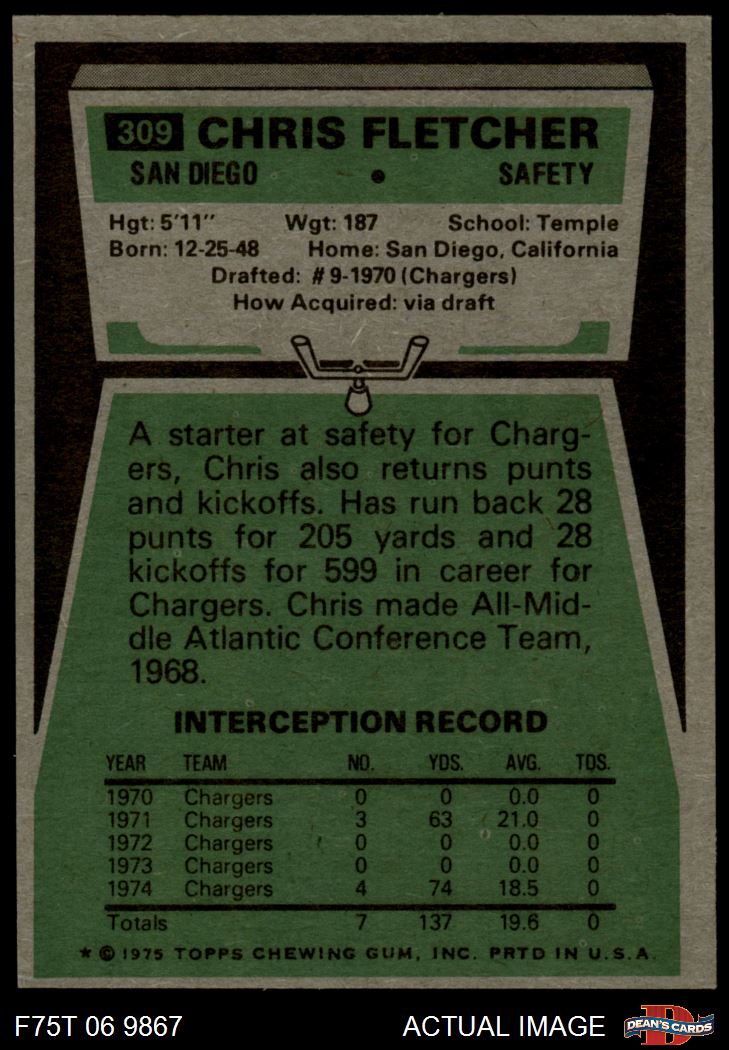 309 CHRIS FLETCHER
SAN DIEGO • SAFETY
Hgt: 5'11" Wgt: 187 School: Temple
Born: 12-25-48 Home: San Diego, California
Drafted: #9-1970 (Chargers)
How Acquired: via draft
A starter at safety for Charg-
ers, Chris also returns punts
and kickoffs. Has run back 28
punts for 205 yards and 28
kickoffs for 599 in career for
Chargers. Chris made All-Mid-
dle Atlantic Conference Team,
1968.
INTERCEPTION RECORD
YEAR TEAM NO. YDS. AVG. TDS.
1970 Chargers 0 0 0.0 0
1971 Chargers 3 63 21.0 0
1972 Chargers 0 0 0.0 0
1973 Chargers 0 0 0.0 0
1974 Chargers 4 74 18.5 0
Totals 7 137 19.6 0
* © 1975 TOPPS CHEWING GUM, INC. PRTD IN U.S.A.
F75T 06 9867 ACTUAL IMAGE D DEAN'S CARDS